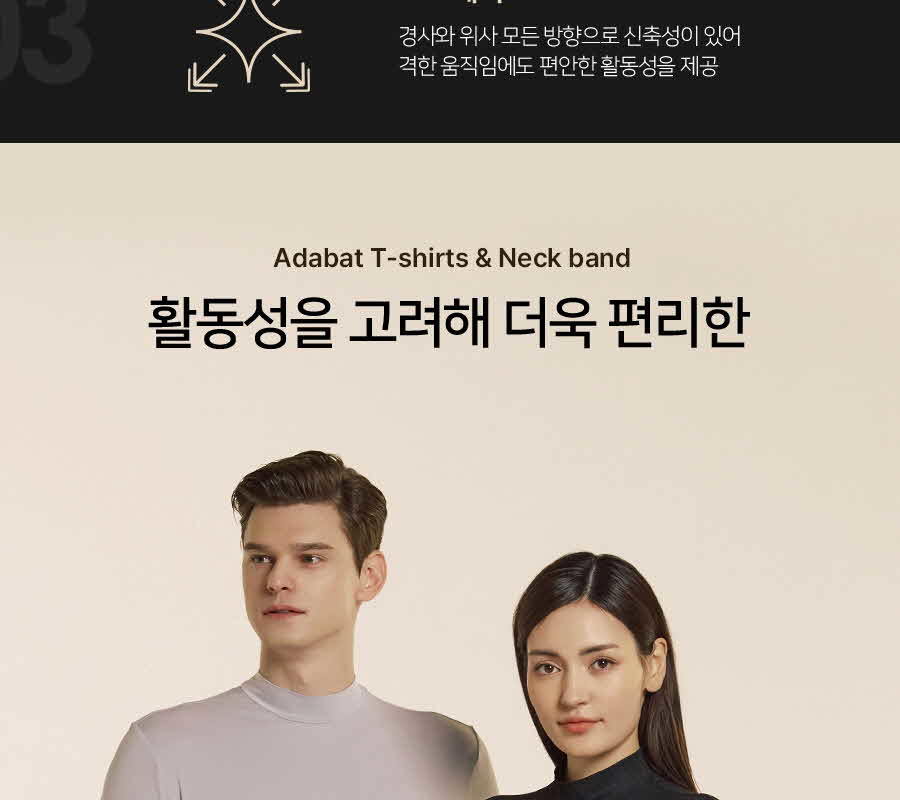 03
경사와 위사 모든 방향으로 신축성이 있어
격한 움직임에도 편안한 활동성을 제공
Adabat T-shirts & Neck band
활동성을 고려해 더욱 편리한